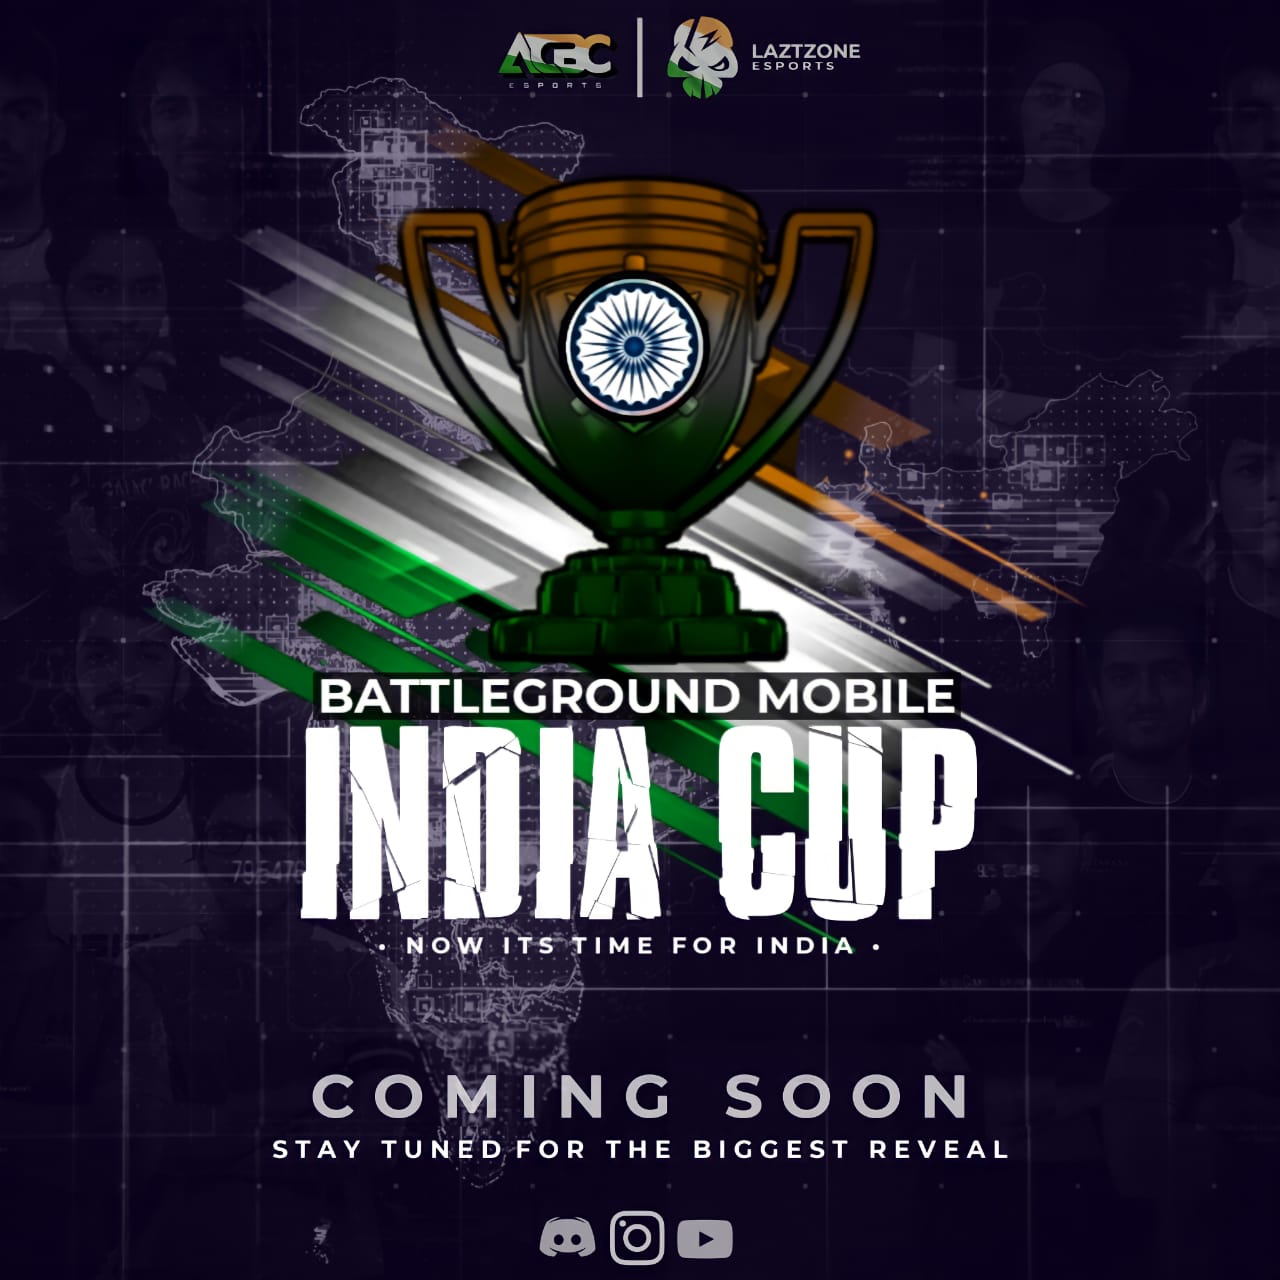 AGBC
ESPORTS
LAZTZONE
ESPORTS
BATTLEGROUND MOBILE
INDIA CUP
• NOW ITS TIME FOR INDIA •
COMING SOON
STAY TUNED FOR THE BIGGEST REVEAL